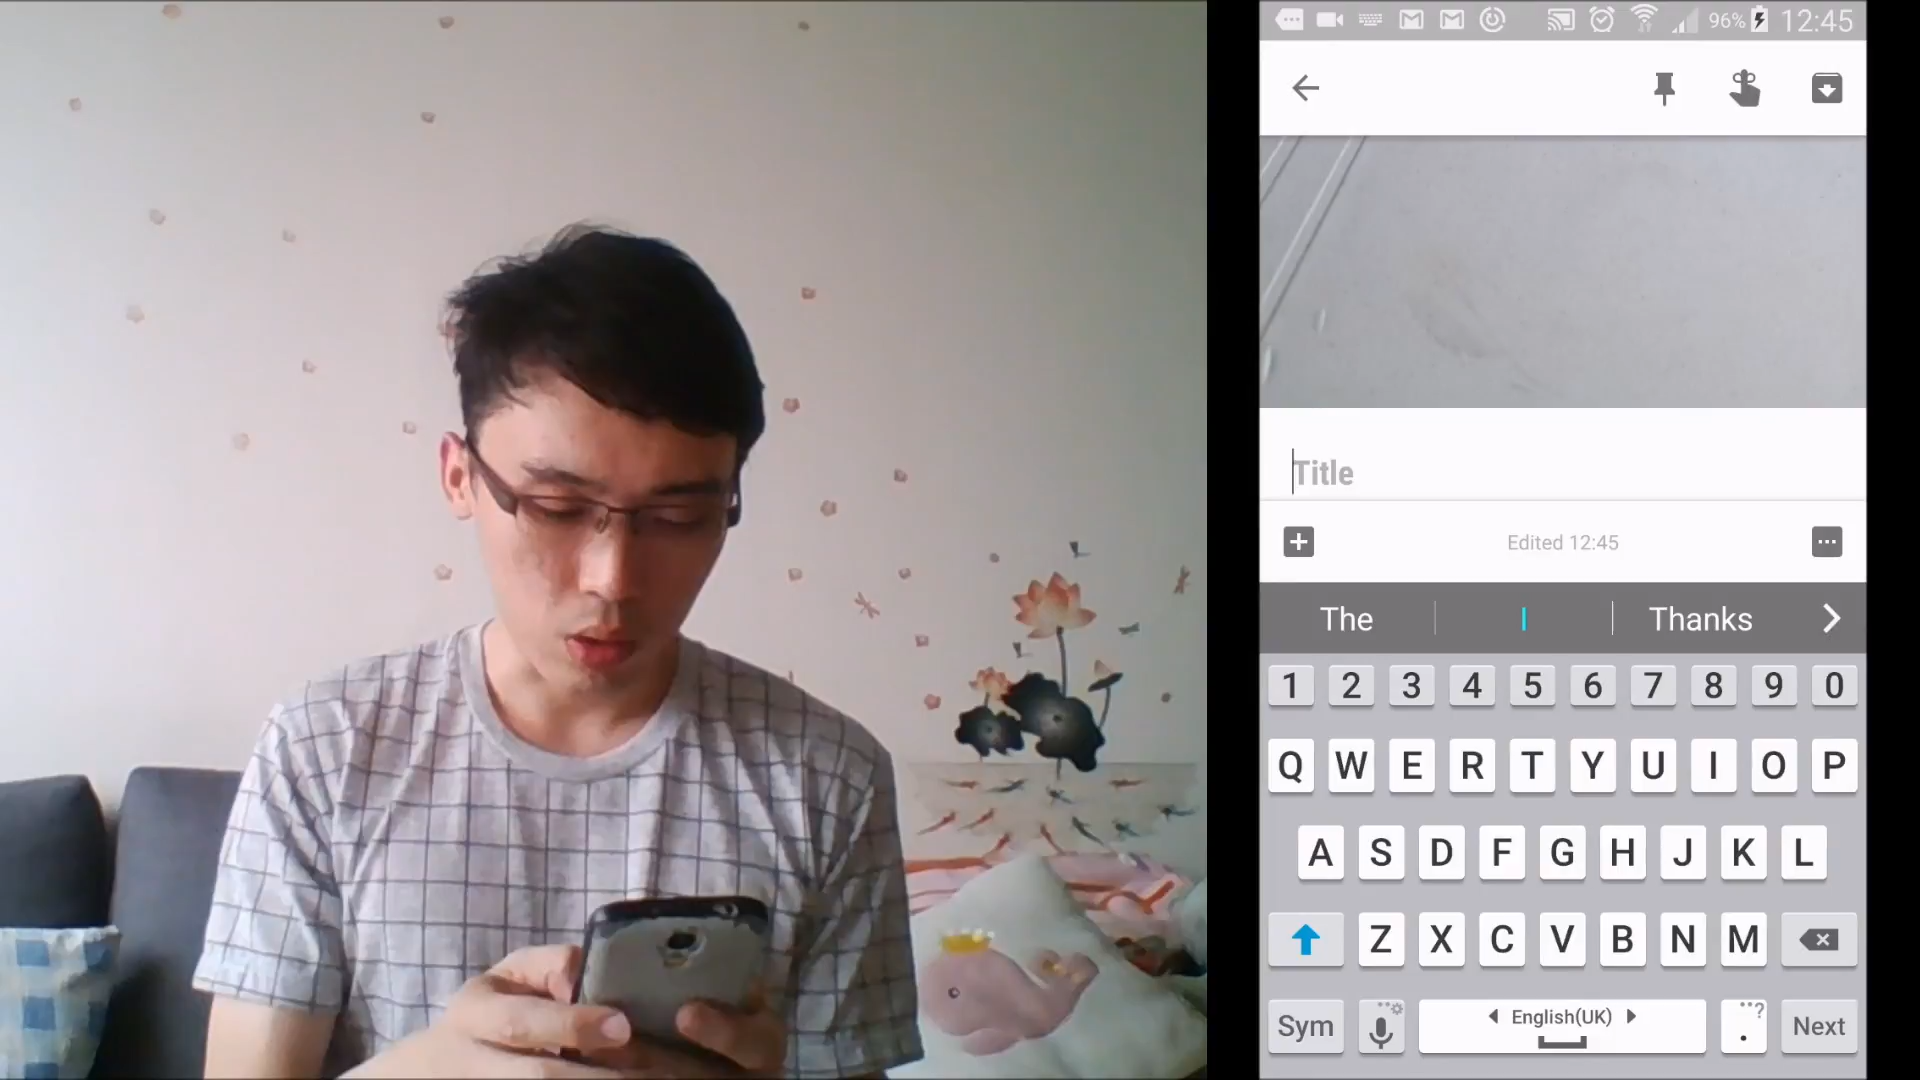 96% 12:45
Title
Edited 12:45
The I Thanks
1 2 3 4 5 6 7 8 9 0
Q W E R T Y U I O P
A S D F G H J K L
Z X C V B N M
Sym English(UK) . ? Next